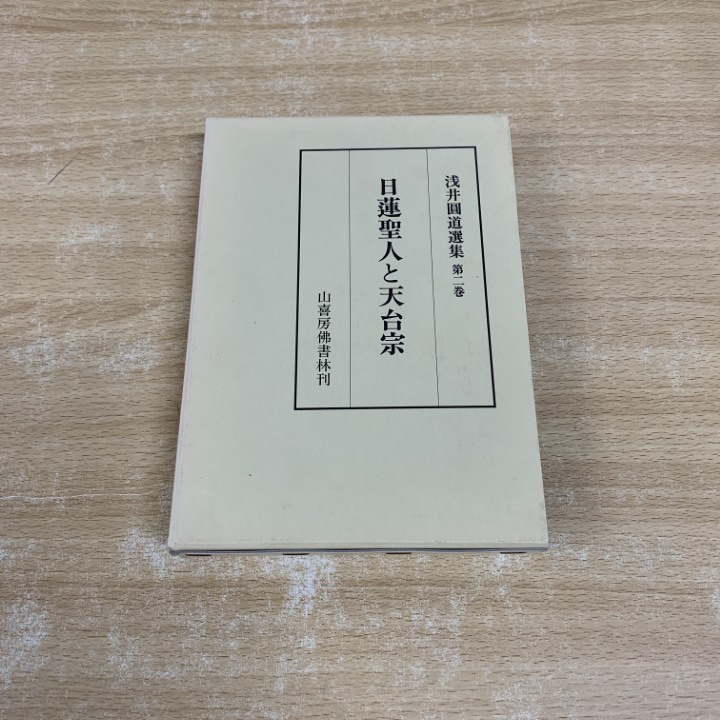 浅井圓道選集 第二巻
日蓮聖人と天台宗
山喜房佛書林刊